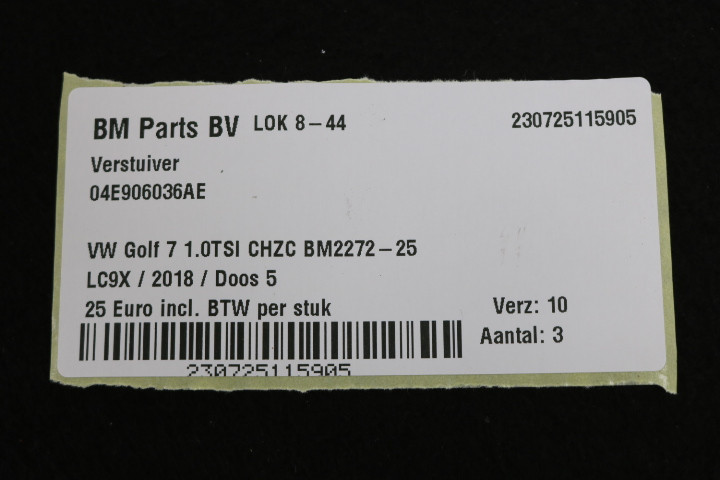 BM Parts BV LOK 8-44 230725115905
Verstuiver
04E906036AE
VW Golf 7 1.0TSI CHZC BM2272-25
LC9X / 2018 / Doos 5
25 Euro incl. BTW per stuk Verz: 10
Aantal: 3
230725115905